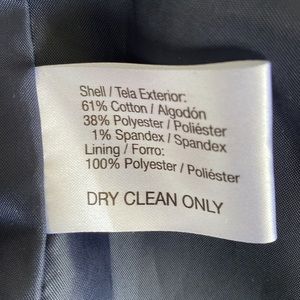 Shell / Tela Exterior:
61% Cotton / Algodón
38% Polyester / Poliéster
1% Spandex / Spandex
Lining / Forro:
100% Polyester / Poliéster
DRY CLEAN ONLY